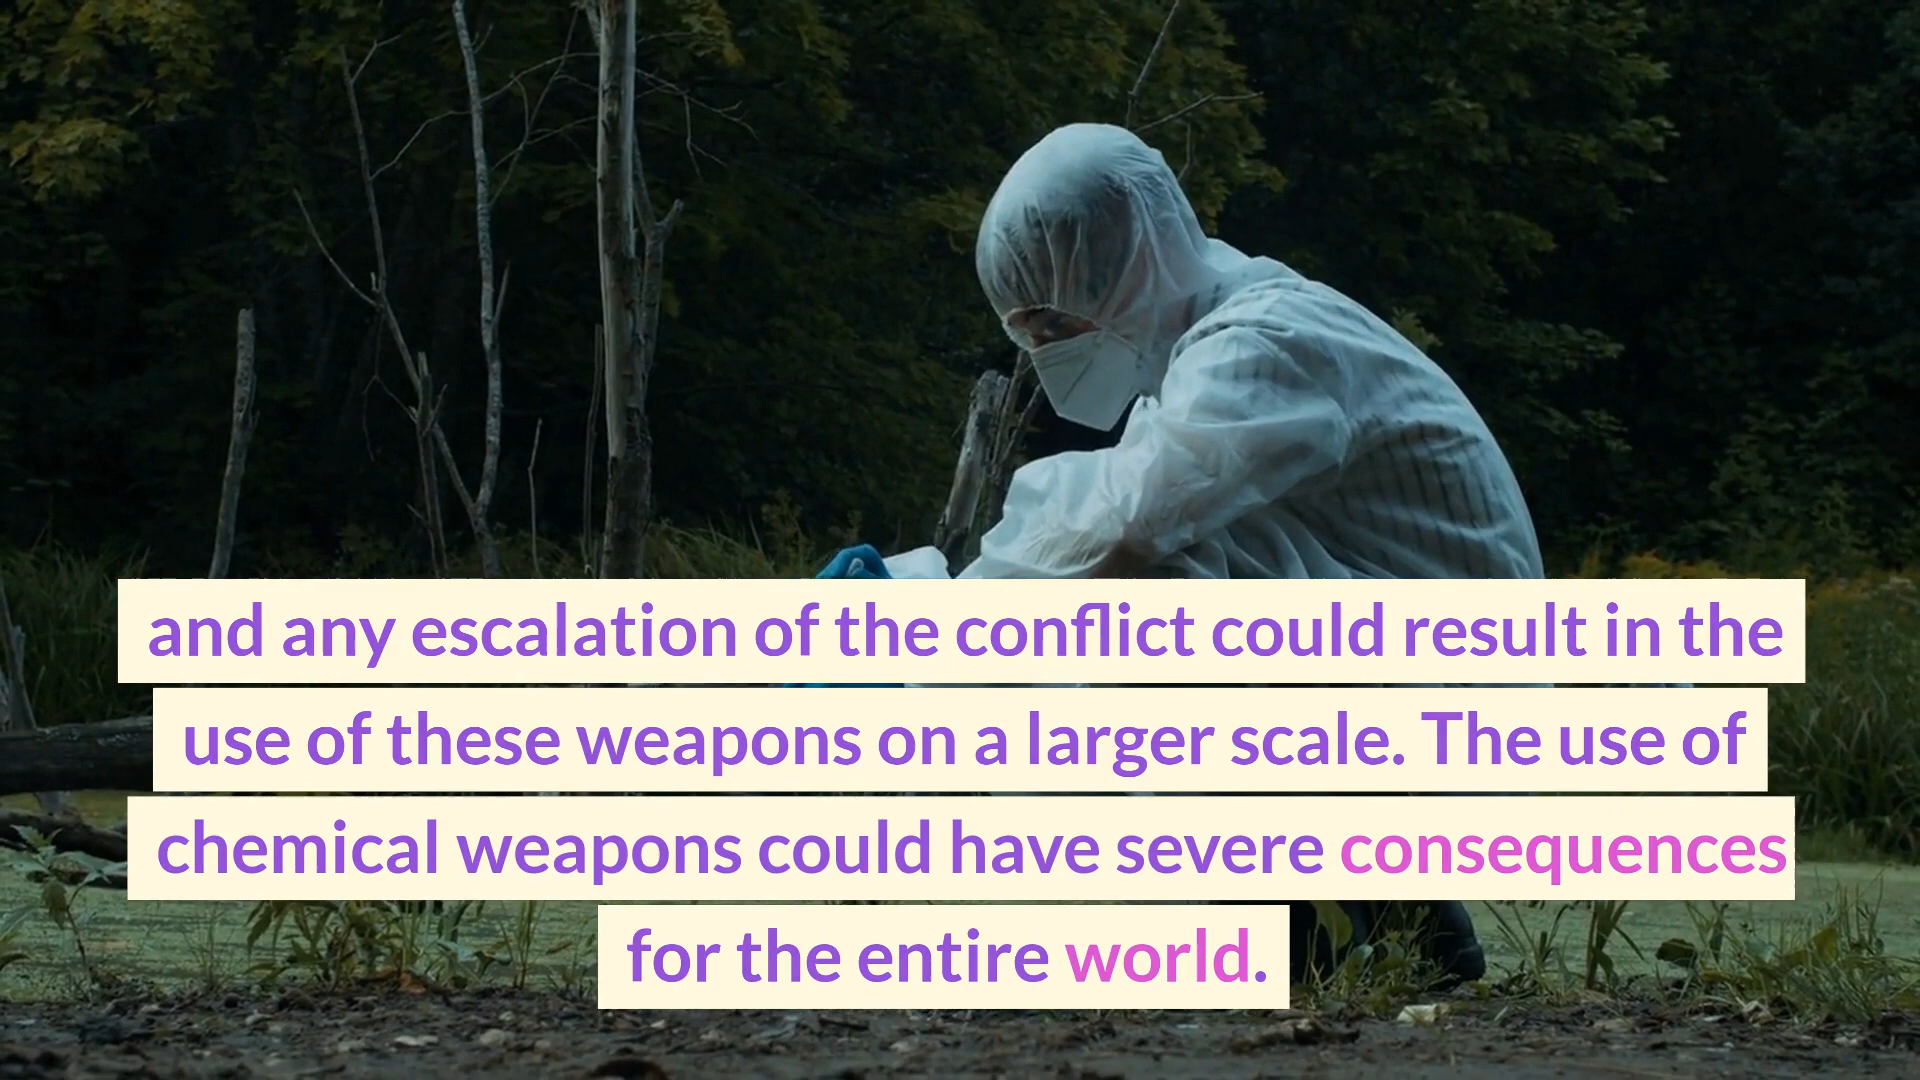 and any escalation of the conflict could result in the
use of these weapons on a larger scale. The use of
chemical weapons could have severe consequences
for the entire world.